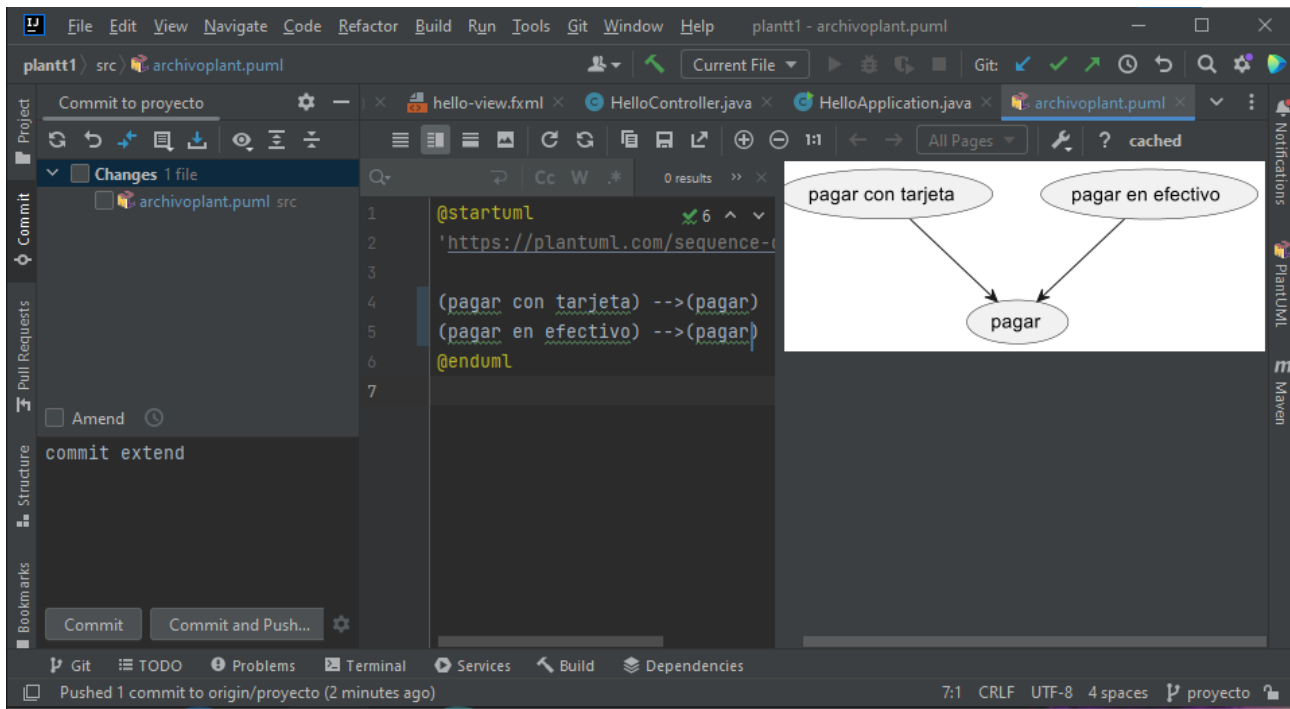 File Edit View Navigate Code Refactor Build Run Tools Git Window Help plantt1 - archivoplant.puml
plantt1 src archivoplant.puml Current File Git:
Project
Commit
Pull Requests
Structure
Bookmarks
Commit to proyecto
Changes 1 file
archivoplant.puml src
Amend
commit extend
Commit Commit and Push...
hello-view.fxml HelloController.java HelloApplication.java archivoplant.puml
1:1 All Pages ? cached
Cc W .* 0 results
6
1 @startuml
2 'https://plantuml.com/sequence-
3
4 (pagar con tarjeta) -->(pagar)
5 (pagar en efectivo) -->(pagar)
6 @enduml
7
pagar con tarjeta pagar en efectivo
pagar
Notifications
PlantUML
m Maven
Git TODO Problems Terminal Services Build Dependencies
Pushed 1 commit to origin/proyecto (2 minutes ago) 7:1 CRLF UTF-8 4 spaces proyecto